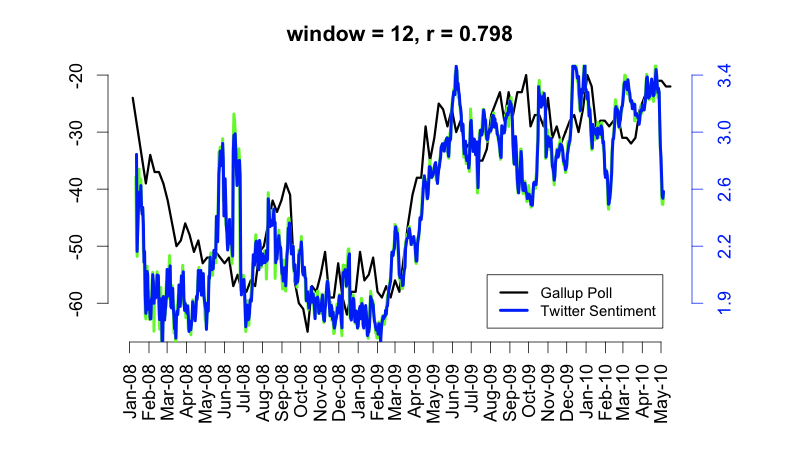 window = 12, r = 0.798
-20
-30
-40
-50
-60
3.4
3.0
2.6
2.2
1.9
Gallup Poll
Twitter Sentiment
Jan-08
Feb-08
Mar-08
Apr-08
May-08
Jun-08
Jul-08
Aug-08
Sep-08
Oct-08
Nov-08
Dec-08
Jan-09
Feb-09
Mar-09
Apr-09
May-09
Jun-09
Jul-09
Aug-09
Sep-09
Oct-09
Nov-09
Dec-09
Jan-10
Feb-10
Mar-10
Apr-10
May-10